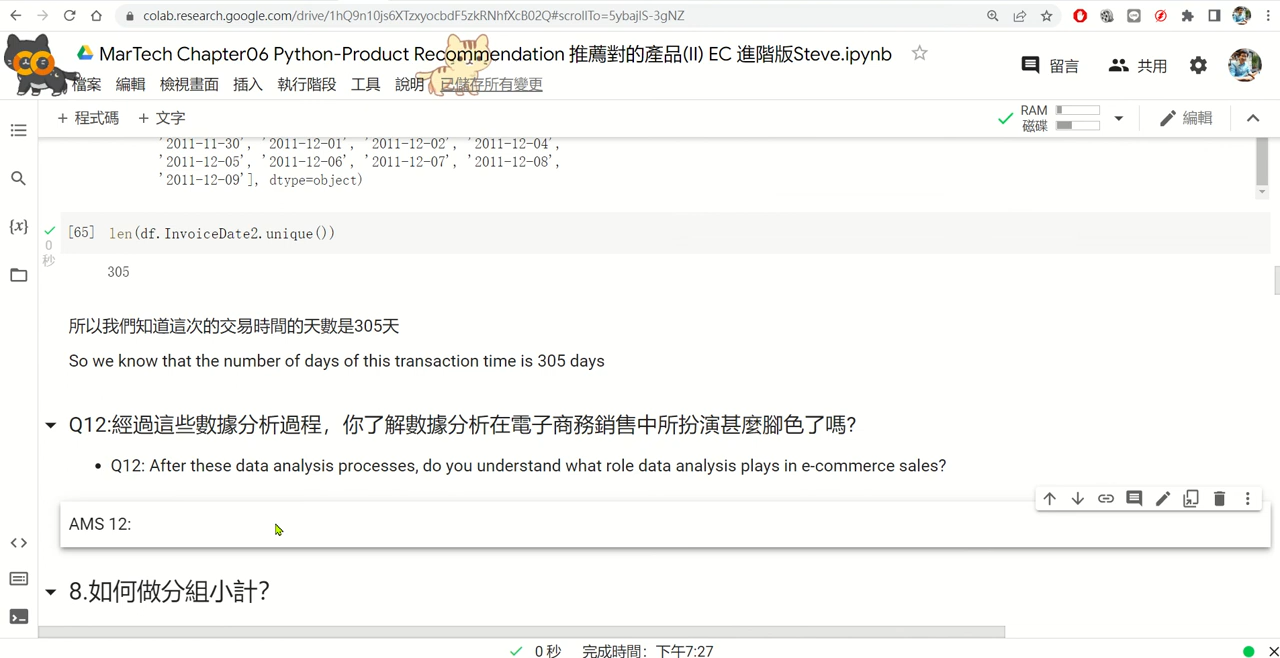 colab.research.google.com/drive/1hQ9n10js6XTzxyocbdF5zkRNhfXcB02Q#scrollTo=5ybajlS-3gNZ
MarTech Chapter06 Python-Product Recommendation 推薦對的產品(II) EC 進階版Steve.ipynb
檔案 編輯 檢視畫面 插入 執行階段 工具 說明 已儲存所有變更
留言 共用
+ 程式碼 + 文字
RAM
磁碟
編輯
'2011-11-30', '2011-12-01', '2011-12-02', '2011-12-04',
'2011-12-05', '2011-12-06', '2011-12-07', '2011-12-08',
'2011-12-09'], dtype=object)
[65] len(df.InvoiceDate2.unique())
0
秒
305
所以我們知道這次的交易時間的天數是305天
So we know that the number of days of this transaction time is 305 days
Q12:經過這些數據分析過程，你了解數據分析在電子商務銷售中所扮演甚麼腳色了嗎?
• Q12: After these data analysis processes, do you understand what role data analysis plays in e-commerce sales?
AMS 12:
8.如何做分組小計?
0 秒 完成時間：下午7:27